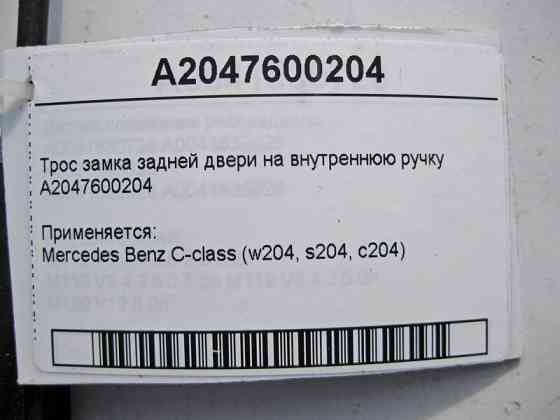 A2047600204
Трос замка задней двери на внутреннюю ручку
A2047600204
Применяется:
Mercedes Benz C-class (w204, s204, c204)